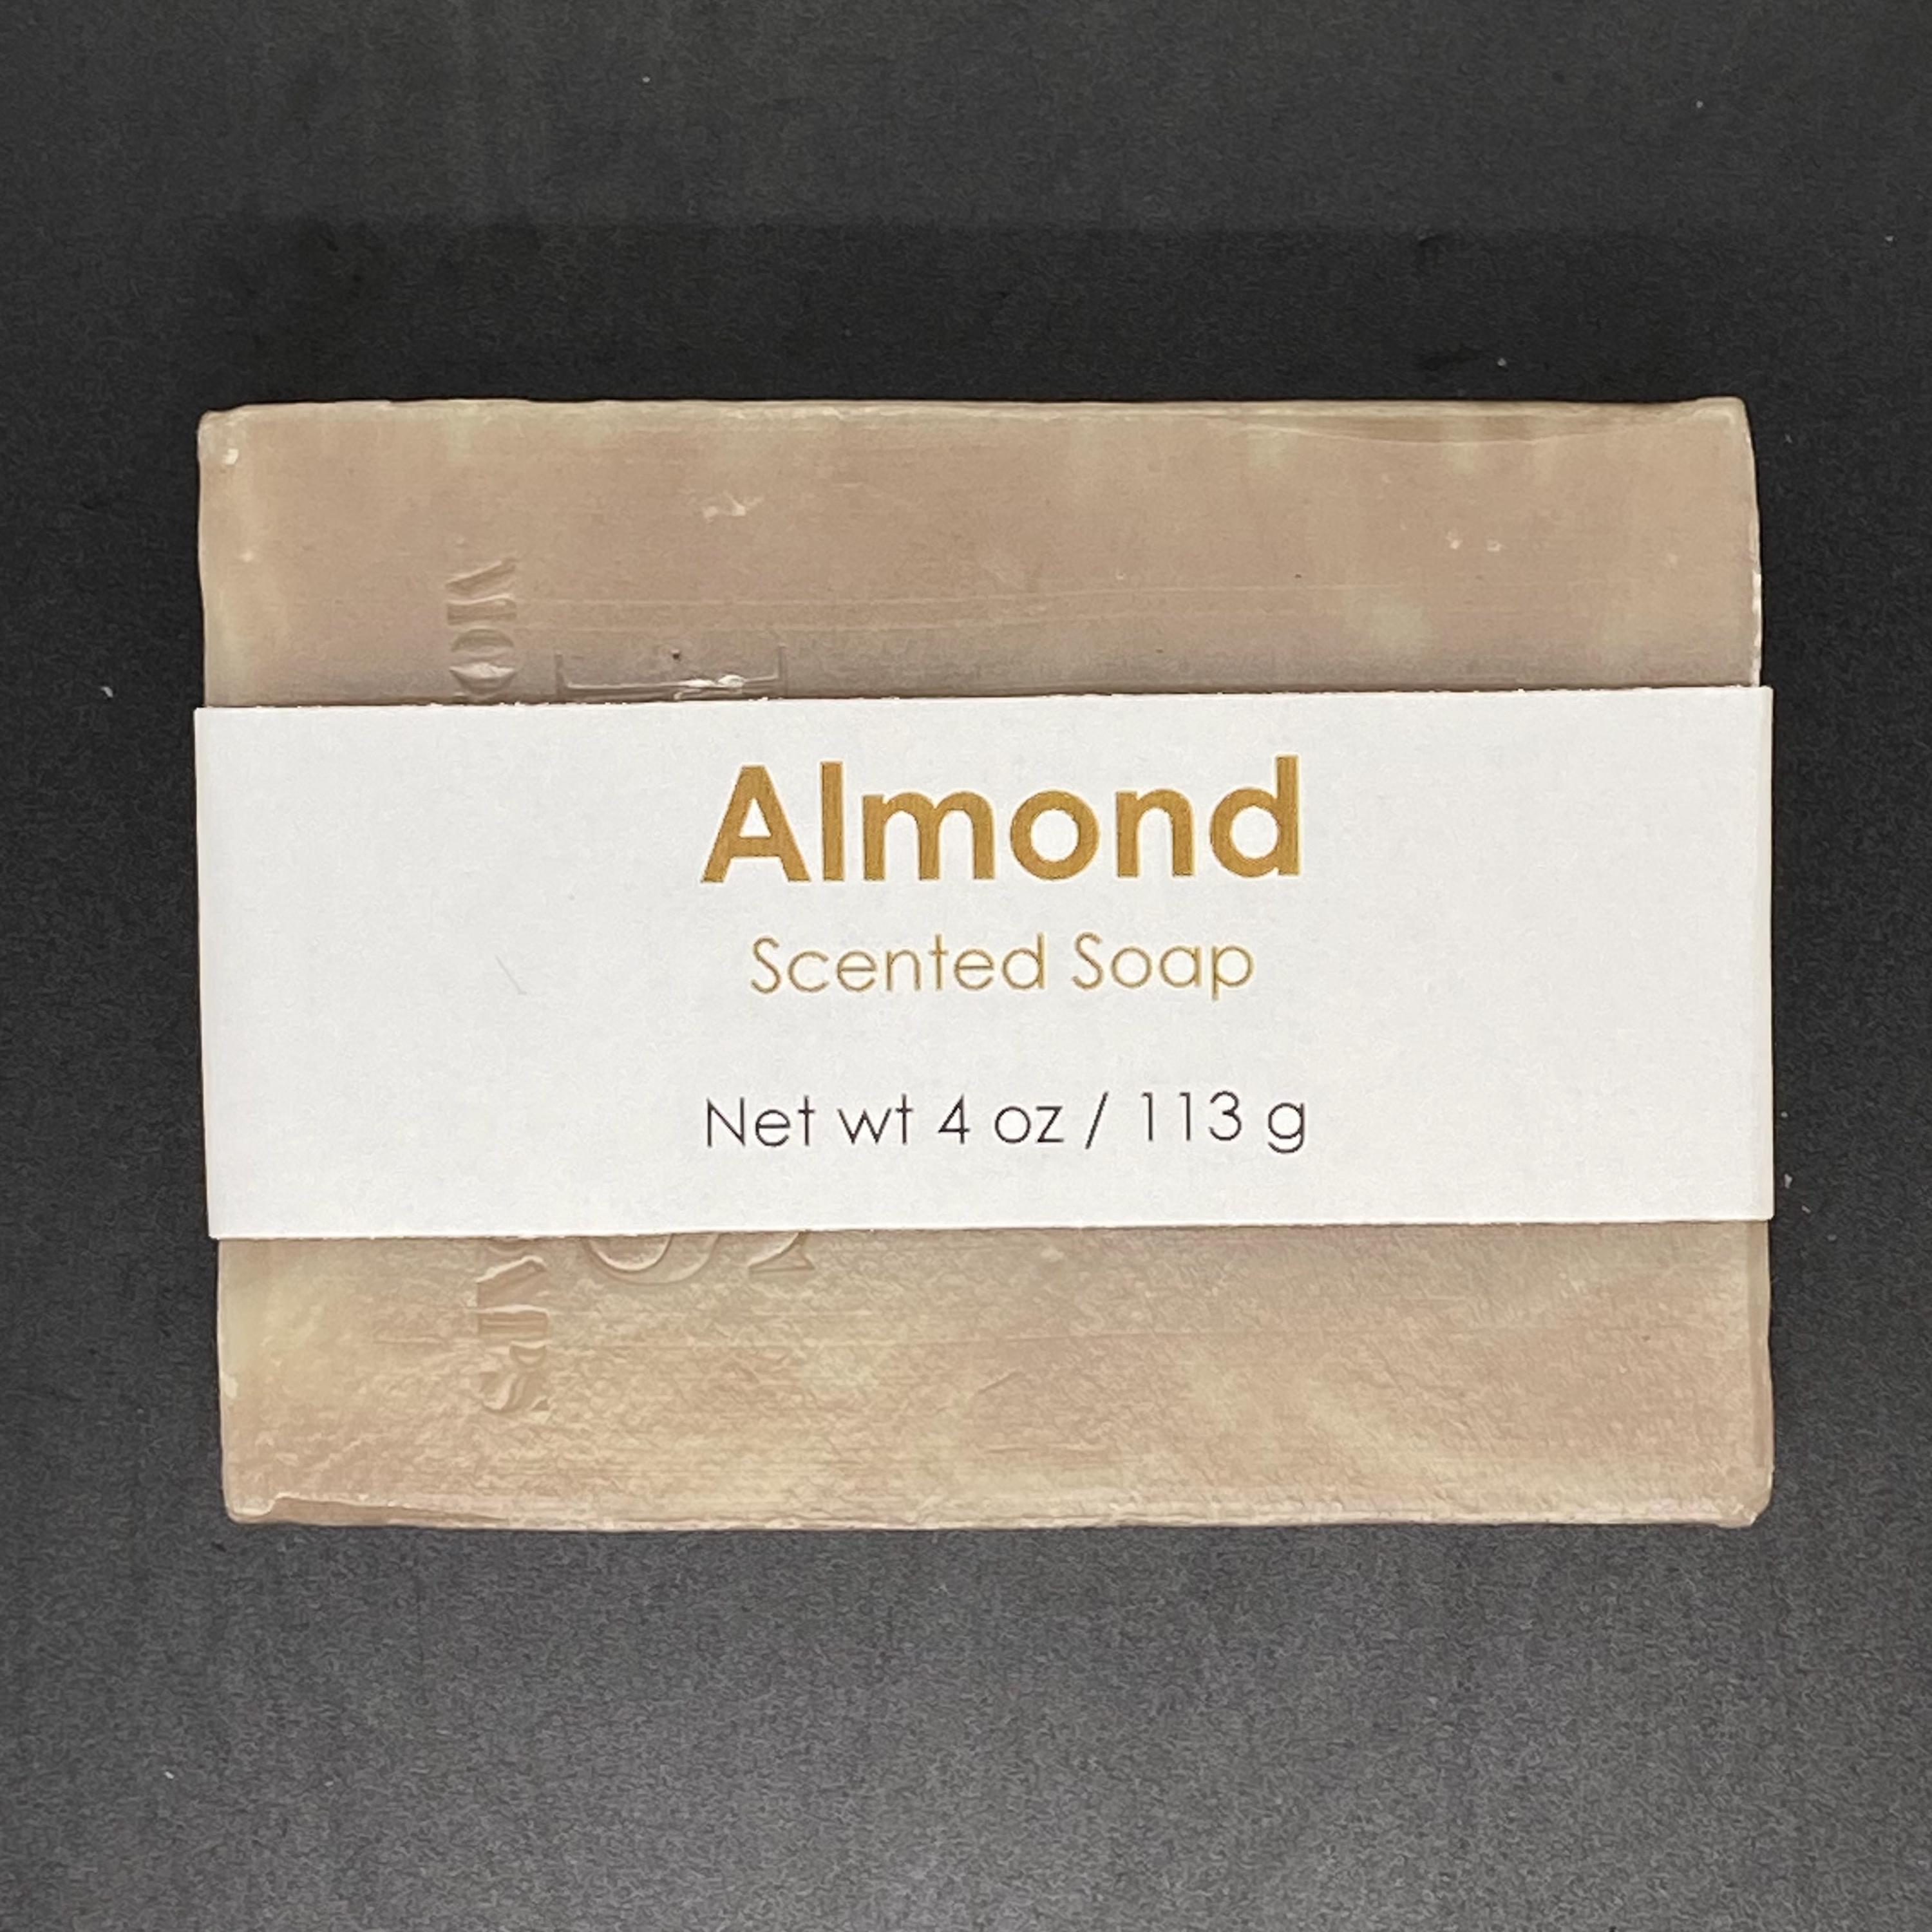 Almond
Scented Soap
Net wt 4 oz / 113 g